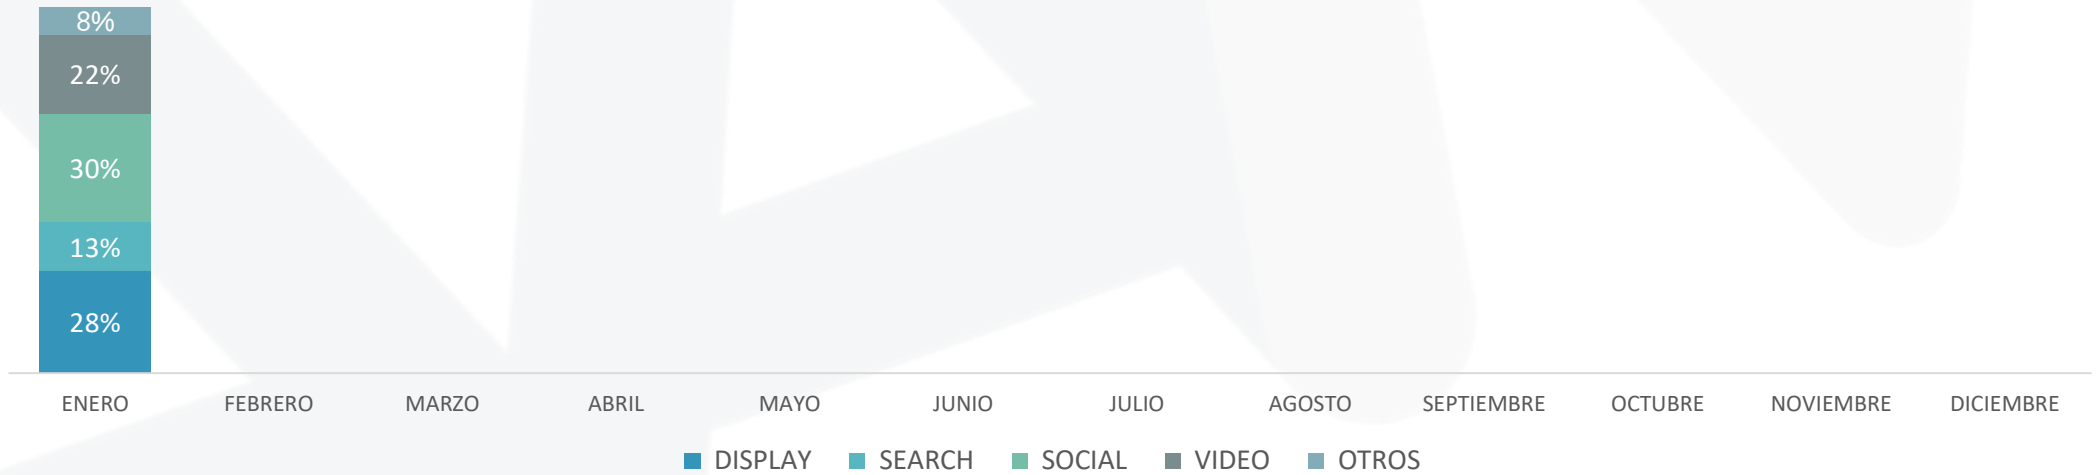 8%
22%
30%
13%
28%
ENERO FEBRERO MARZO ABRIL MAYO JUNIO JULIO AGOSTO SEPTIEMBRE OCTUBRE NOVIEMBRE DICIEMBRE
DISPLAY SEARCH SOCIAL VIDEO OTROS